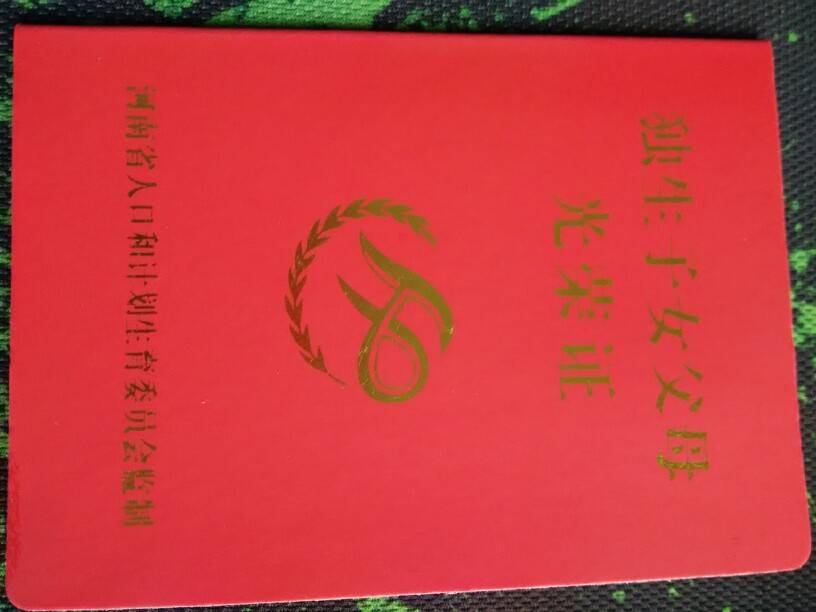 独生子女父母
光荣证
河南省人口和计划生育委员会监制